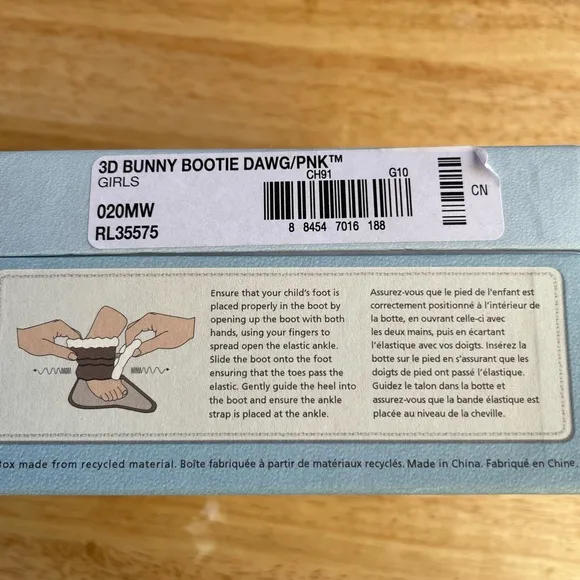 3D BUNNY BOOTIE DAWG/PNK™
GIRLS
CH91
G10
020MW
RL35575
8 84547 016 188
CN
Ensure that your child's foot is
placed properly in the boot by
opening up the boot with both
hands, using your fingers to
spread open the elastic ankle.
Slide the boot onto the foot
ensuring that the toes pass the
elastic. Gently guide the heel into
the boot and ensure the ankle
strap is placed at the ankle.
Assurez-vous que le pied de l'enfant est
correctement positionné à l'intérieur de
la botte, en ouvrant celle-ci avec
les deux mains, puis en écartant
l'élastique avec vos doigts. Insérez la
botte sur le pied en s'assurant que les
doigts de pied ont passé l'élastique.
Guidez le talon dans la botte et
assurez-vous que la bande élastique est
placée au niveau de la cheville.
Box made from recycled material. Boîte fabriquée à partir de matériaux recyclés. Made in China. Fabriqué en Chine.